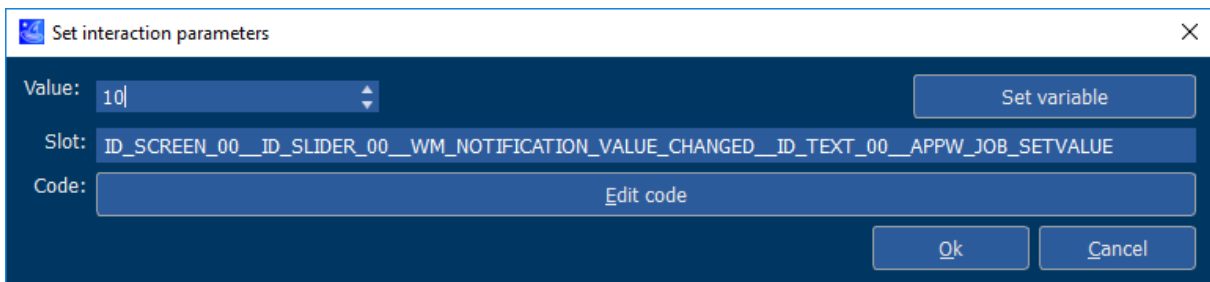 Set interaction parameters
Value: 10 Set variable
Slot: ID_SCREEN_00__ID_SLIDER_00__WM_NOTIFICATION_VALUE_CHANGED__ID_TEXT_00__APPW_JOB_SETVALUE
Code: Edit code
Ok Cancel